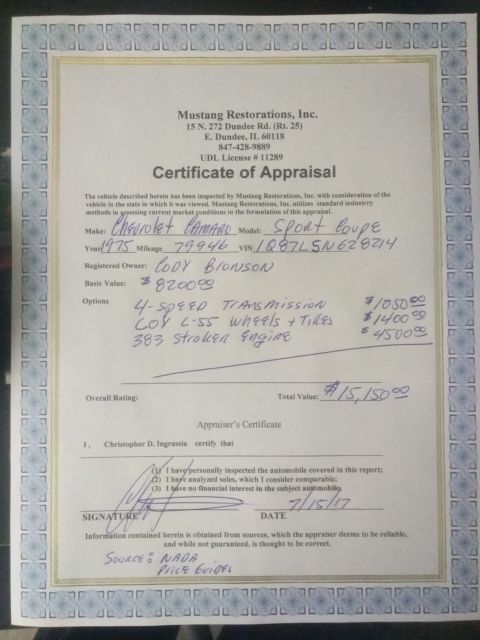 Mustang Restorations, Inc.
15 N. 272 Dundee Rd. (Rt. 25)
E. Dundee, IL 60118
847-428-9889
UDL License # 11289
Certificate of Appraisal
The vehicle described herein has been inspected by Mustang Restorations, Inc. with consideration of the
vehicle in the state in which it was viewed. Mustang Restorations, Inc. utilizes standard industry
methods in assessing current market conditions in the formulation of this appraisal.
Make: Chevrolet Camaro Model: Sport Coupe
Year 1975 Mileage 79946 VIN 1Q87L5N628214
Registered Owner: Cody Bronson
Basic Value: $8200.00
Options 4-Speed Transmission $1050.00
Coy L-55 Wheels + Tires $1400.00
383 Stroker Engine $4500.00
Overall Rating: Total Value: $15,150.00
Appraiser's Certificate
I, Christopher D. Ingrassia certify that
(1) I have personally inspected the automobile covered in this report;
(2) I have analyzed sales, which I consider comparable;
(3) I have no financial interest in the subject automobile.
7/15/17
SIGNATURE DATE
Information contained herein is obtained from sources, which the appraiser deems to be reliable,
and while not guaranteed, is thought to be correct.
Source: NADA
Price Guides